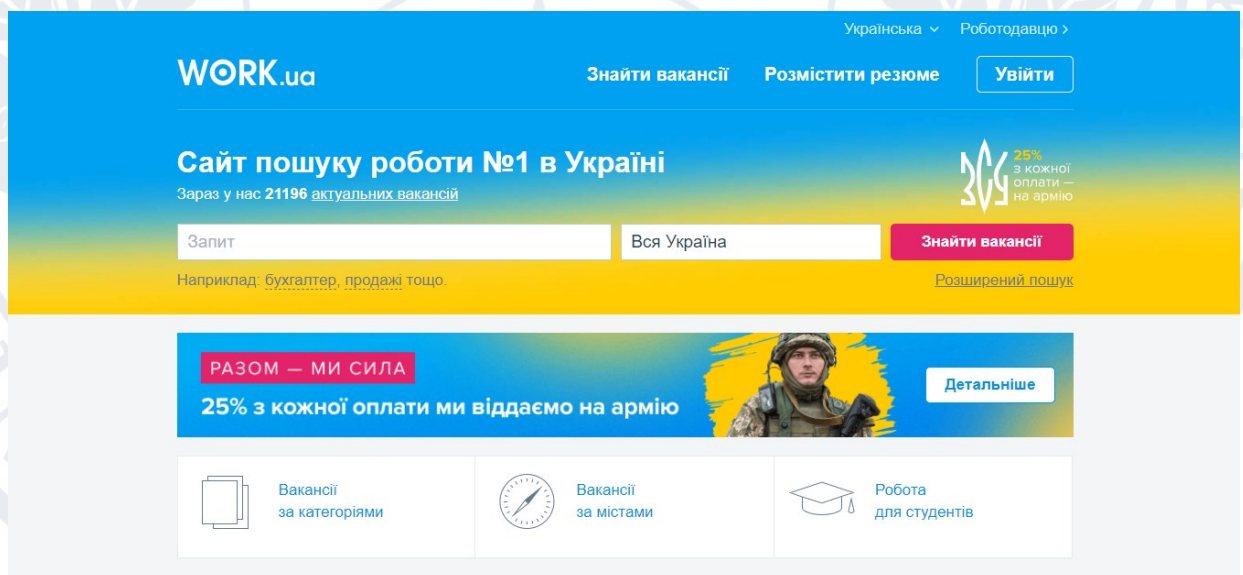 Українська
Роботодавцю
WORK.ua
Знайти вакансії
Розмістити резюме
Увійти
Сайт пошуку роботи №1 в Україні
Зараз у нас 21196 актуальних вакансій
ЗСУ
25%
з кожної
оплати —
на армію
Запит
Вся Україна
Знайти вакансії
Наприклад: бухгалтер, продажі тощо.
Розширений пошук
РАЗОМ — МИ СИЛА
25% з кожної оплати ми віддаємо на армію
Детальніше
Вакансії
за категоріями
Вакансії
за містами
Робота
для студентів